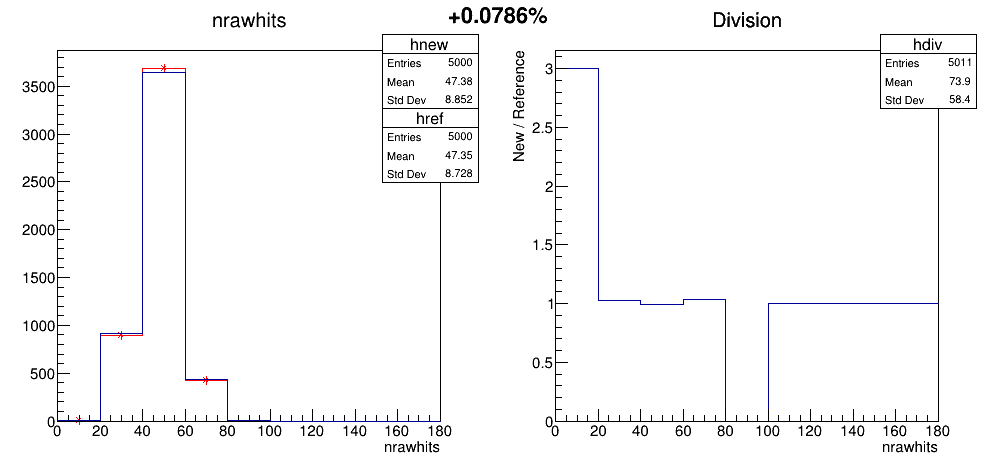 +0.0786%
nrawhits
hnew
Entries 5000
Mean 47.38
Std Dev 8.852
href
Entries 5000
Mean 47.35
Std Dev 8.728
3500
3000
2500
2000
1500
1000
500
0
0 20 40 60 80 100 120 140 160 180
nrawhits
Division
hdiv
Entries 5011
Mean 73.9
Std Dev 58.4
New / Reference
3
2.5
2
1.5
1
0.5
0
0 20 40 60 80 100 120 140 160 180
nrawhits